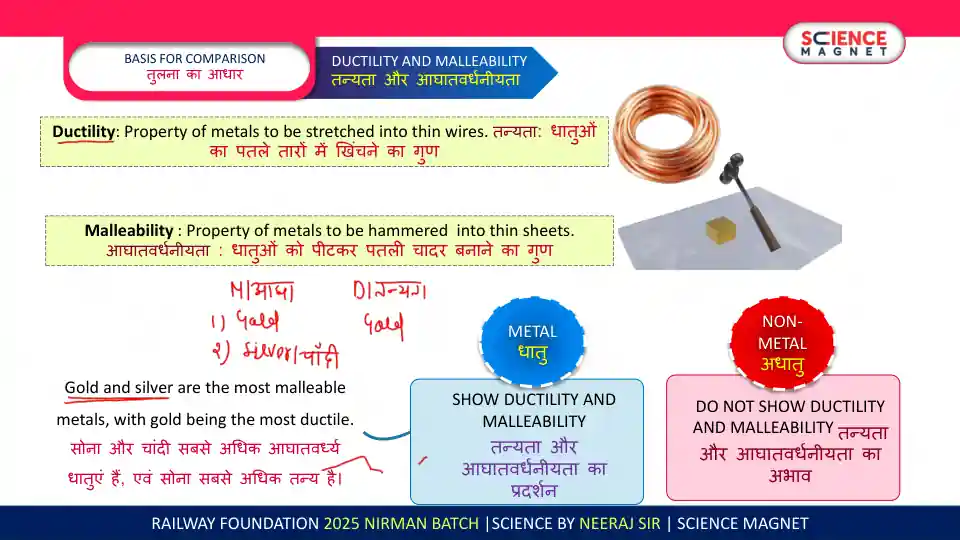 BASIS FOR COMPARISON
तुलना का आधार
DUCTILITY AND MALLEABILITY
तन्यता और आघातवर्धनीयता
SCIENCE
MAGNET
Ductility: Property of metals to be stretched into thin wires. तन्यता: धातुओं
का पतले तारों में खिंचने का गुण
Malleability : Property of metals to be hammered into thin sheets.
आघातवर्धनीयता : धातुओं को पीटकर पतली चादर बनाने का गुण
M/आघा
D/तन्यता
1) Gold
Gold
2) Silver/चाँदी
Gold and silver are the most malleable
metals, with gold being the most ductile.
सोना और चांदी सबसे अधिक आघातवर्ध्य
धातुएं हैं, एवं सोना सबसे अधिक तन्य है।
METAL
धातु
SHOW DUCTILITY AND
MALLEABILITY
तन्यता और
आघातवर्धनीयता का
प्रदर्शन
NON-
METAL
अधातु
DO NOT SHOW DUCTILITY
AND MALLEABILITY तन्यता
और आघातवर्धनीयता का
अभाव
RAILWAY FOUNDATION 2025 NIRMAN BATCH |SCIENCE BY NEERAJ SIR | SCIENCE MAGNET